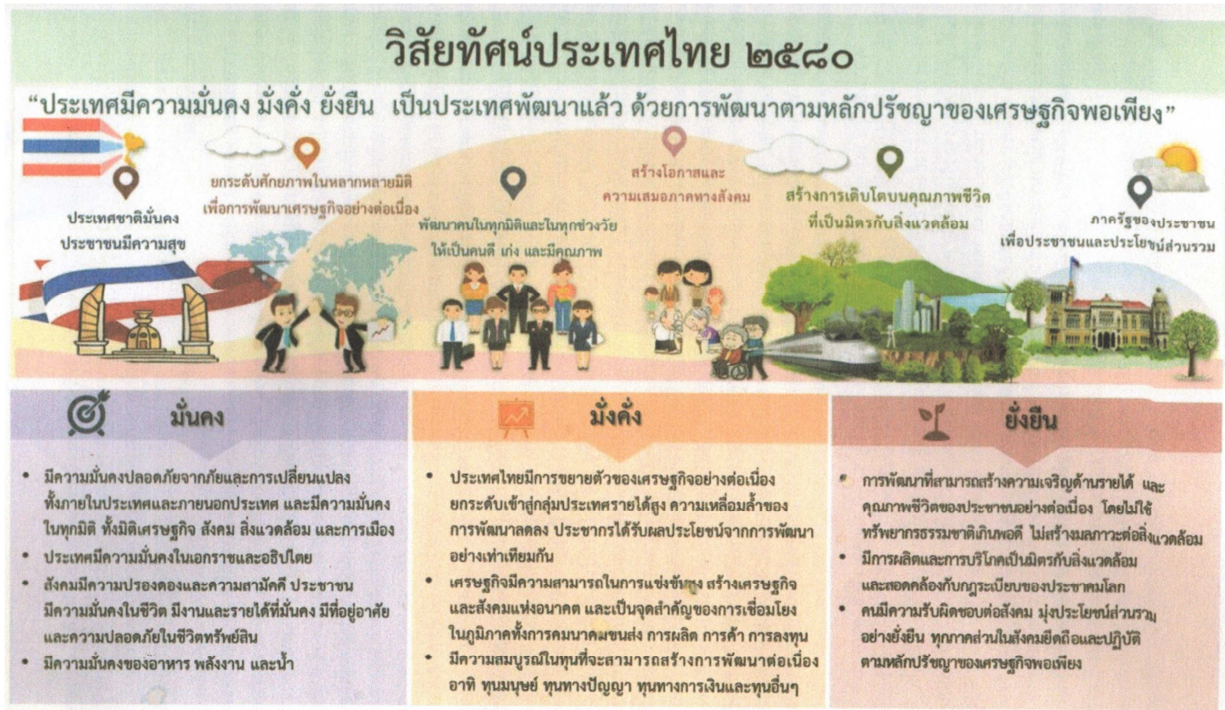 วิสัยทัศน์ประเทศไทย ๒๕๘๐
“ประเทศมีความมั่นคง มั่งคั่ง ยั่งยืน เป็นประเทศพัฒนาแล้ว ด้วยการพัฒนาตามหลักปรัชญาของเศรษฐกิจพอเพียง”
ประเทศชาติมั่นคง
ประชาชนมีความสุข
ยกระดับศักยภาพในหลากหลายมิติ
เพื่อการพัฒนาเศรษฐกิจอย่างต่อเนื่อง
พัฒนาคนในทุกมิติและในทุกช่วงวัย
ให้เป็นคนดี เก่ง และมีคุณภาพ
สร้างโอกาสและ
ความเสมอภาคทางสังคม
สร้างการเติบโตบนคุณภาพชีวิต
ที่เป็นมิตรกับสิ่งแวดล้อม
ภาครัฐของประชาชน
เพื่อประชาชนและประโยชน์ส่วนรวม
มั่นคง
• มีความมั่นคงปลอดภัยจากภัยและการเปลี่ยนแปลง
ทั้งภายในประเทศและภายนอกประเทศ และมีความมั่นคง
ในทุกมิติ ทั้งมิติเศรษฐกิจ สังคม สิ่งแวดล้อม และการเมือง
• ประเทศมีความมั่นคงในเอกราชและอธิปไตย
• สังคมมีความปรองดองและความสามัคคี ประชาชน
มีความมั่นคงในชีวิต มีงานและรายได้ที่มั่นคง มีที่อยู่อาศัย
และความปลอดภัยในชีวิตทรัพย์สิน
• มีความมั่นคงของอาหาร พลังงาน และน้ำ
มั่งคั่ง
• ประเทศไทยมีการขยายตัวของเศรษฐกิจอย่างต่อเนื่อง
ยกระดับเข้าสู่กลุ่มประเทศรายได้สูง ความเหลื่อมล้ำของ
การพัฒนาลดลง ประชากรได้รับผลประโยชน์จากการพัฒนา
อย่างเท่าเทียมกัน
• เศรษฐกิจมีความสามารถในการแข่งขันสูง สร้างเศรษฐกิจ
และสังคมแห่งอนาคต และเป็นจุดสำคัญของการเชื่อมโยง
ในภูมิภาคทั้งการคมนาคมขนส่ง การผลิต การค้า การลงทุน
• มีความสมบูรณ์ในทุนที่จะสามารถสร้างการพัฒนาต่อเนื่อง
อาทิ ทุนมนุษย์ ทุนทางปัญญา ทุนทางการเงินและทุนอื่นๆ
ยั่งยืน
• การพัฒนาที่สามารถสร้างความเจริญด้านรายได้ และ
คุณภาพชีวิตของประชาชนอย่างต่อเนื่อง โดยไม่ใช้
ทรัพยากรธรรมชาติเกินพอดี ไม่สร้างมลภาวะต่อสิ่งแวดล้อม
• มีการผลิตและการบริโภคเป็นมิตรกับสิ่งแวดล้อม
และสอดคล้องกับกฎระเบียบของประชาคมโลก
• คนมีความรับผิดชอบต่อสังคม มุ่งประโยชน์ส่วนรวม
อย่างยั่งยืน ทุกภาคส่วนในสังคมยึดถือและปฏิบัติ
ตามหลักปรัชญาของเศรษฐกิจพอเพียง